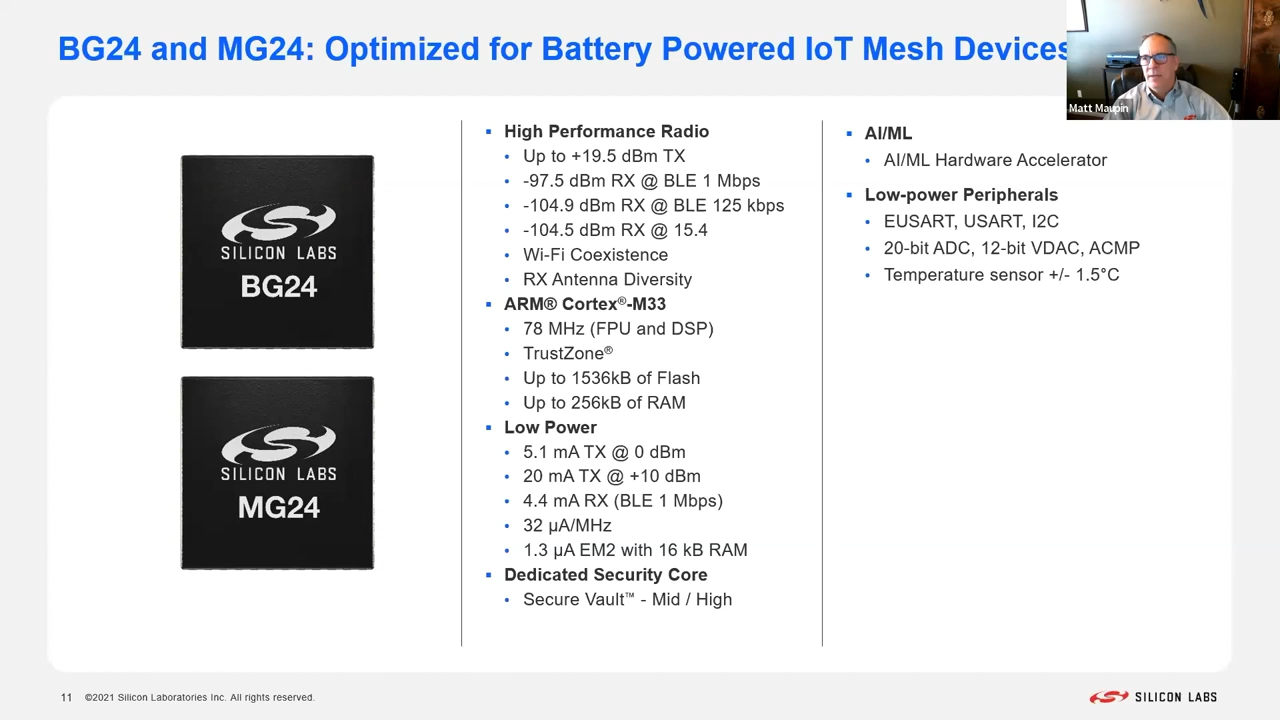 BG24 and MG24: Optimized for Battery Powered IoT Mesh Devices
Matt Maupin
SILICON LABS
BG24
SILICON LABS
MG24
▪ High Performance Radio
• Up to +19.5 dBm TX
• -97.5 dBm RX @ BLE 1 Mbps
• -104.9 dBm RX @ BLE 125 kbps
• -104.5 dBm RX @ 15.4
• Wi-Fi Coexistence
• RX Antenna Diversity
▪ ARM® Cortex®-M33
• 78 MHz (FPU and DSP)
• TrustZone®
• Up to 1536kB of Flash
• Up to 256kB of RAM
▪ Low Power
• 5.1 mA TX @ 0 dBm
• 20 mA TX @ +10 dBm
• 4.4 mA RX (BLE 1 Mbps)
• 32 µA/MHz
• 1.3 µA EM2 with 16 kB RAM
▪ Dedicated Security Core
• Secure Vault™ - Mid / High
▪ AI/ML
• AI/ML Hardware Accelerator
▪ Low-power Peripherals
• EUSART, USART, I2C
• 20-bit ADC, 12-bit VDAC, ACMP
• Temperature sensor +/- 1.5°C
11 ©2021 Silicon Laboratories Inc. All rights reserved.
SILICON LABS